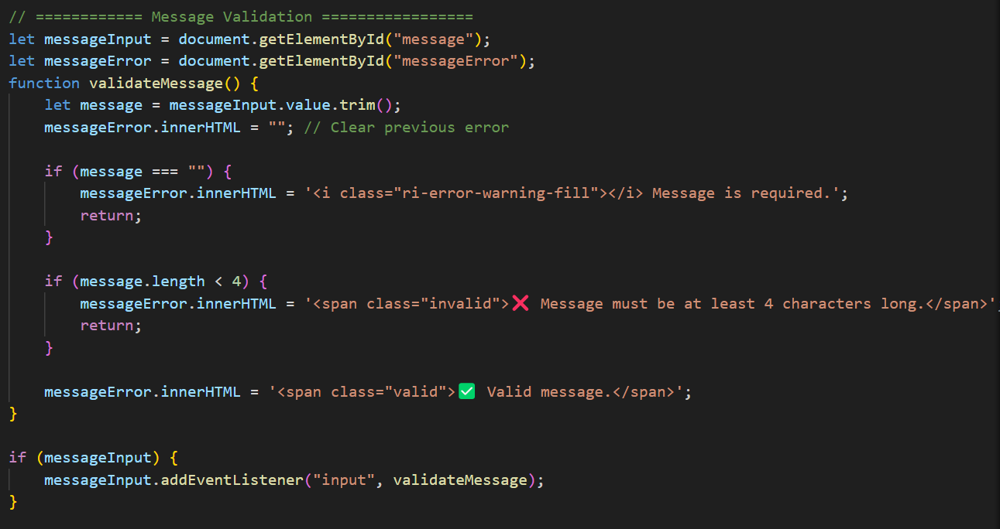 // ============ Message Validation =================
let messageInput = document.getElementById("message");
let messageError = document.getElementById("messageError");
function validateMessage() {
    let message = messageInput.value.trim();
    messageError.innerHTML = ""; // Clear previous error

    if (message === "") {
        messageError.innerHTML = '<i class="ri-error-warning-fill"></i> Message is required.';
        return;
    }

    if (message.length < 4) {
        messageError.innerHTML = '<span class="invalid">❌ Message must be at least 4 characters long.</span>'
        return;
    }

    messageError.innerHTML = '<span class="valid">✅ Valid message.</span>';
}

if (messageInput) {
    messageInput.addEventListener("input", validateMessage);
}